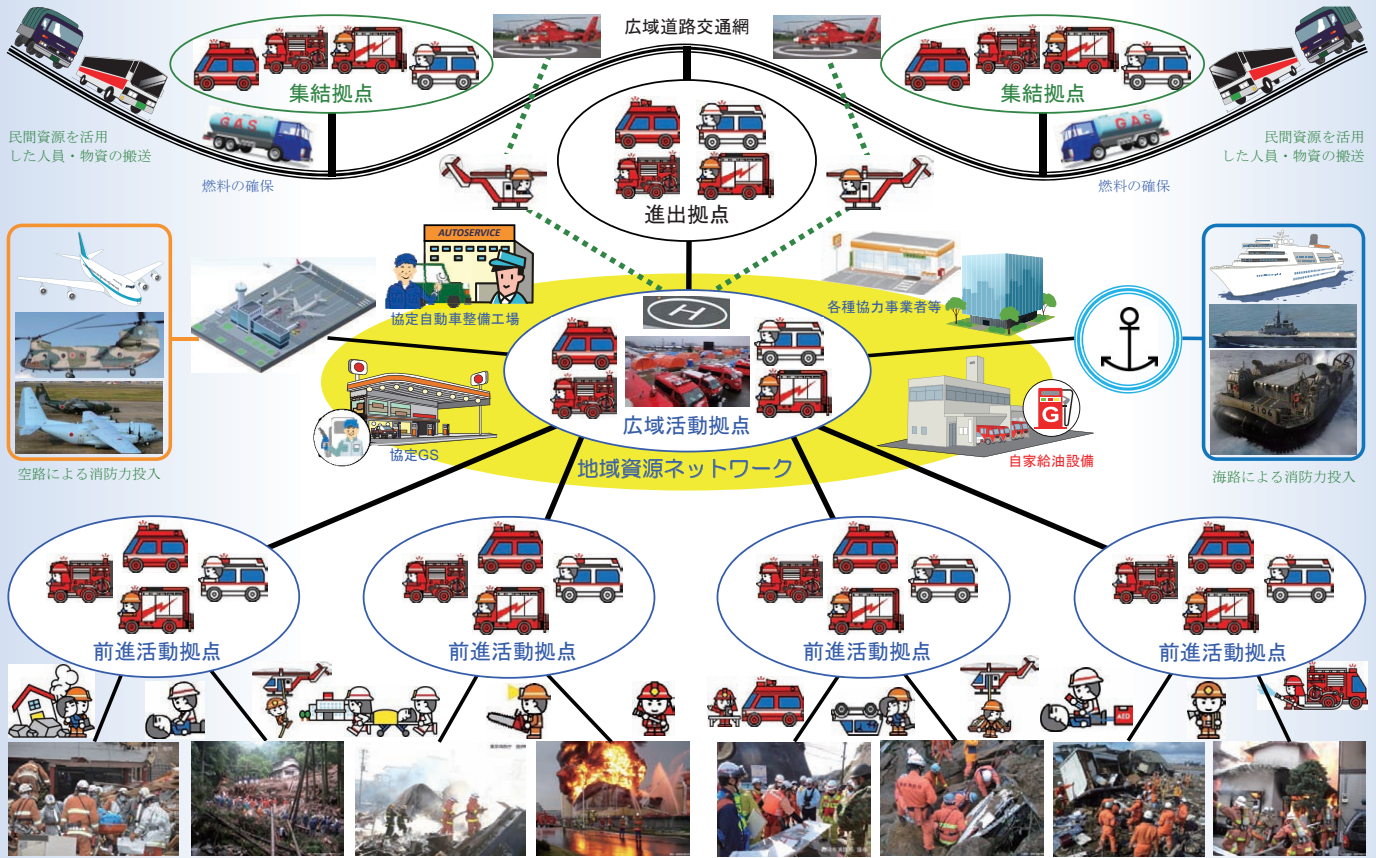 広域道路交通網
集結拠点
集結拠点
GAS
GAS
民間資源を活用
した人員・物資の搬送
民間資源を活用
した人員・物資の搬送
燃料の確保
燃料の確保
進出拠点
AUTOSERVICE
協定自動車整備工場
各種協力事業者等
H
広域活動拠点
協定GS
地域資源ネットワーク
G
自家給油設備
2104
空路による消防力投入
海路による消防力投入
前進活動拠点
前進活動拠点
前進活動拠点
前進活動拠点
AED